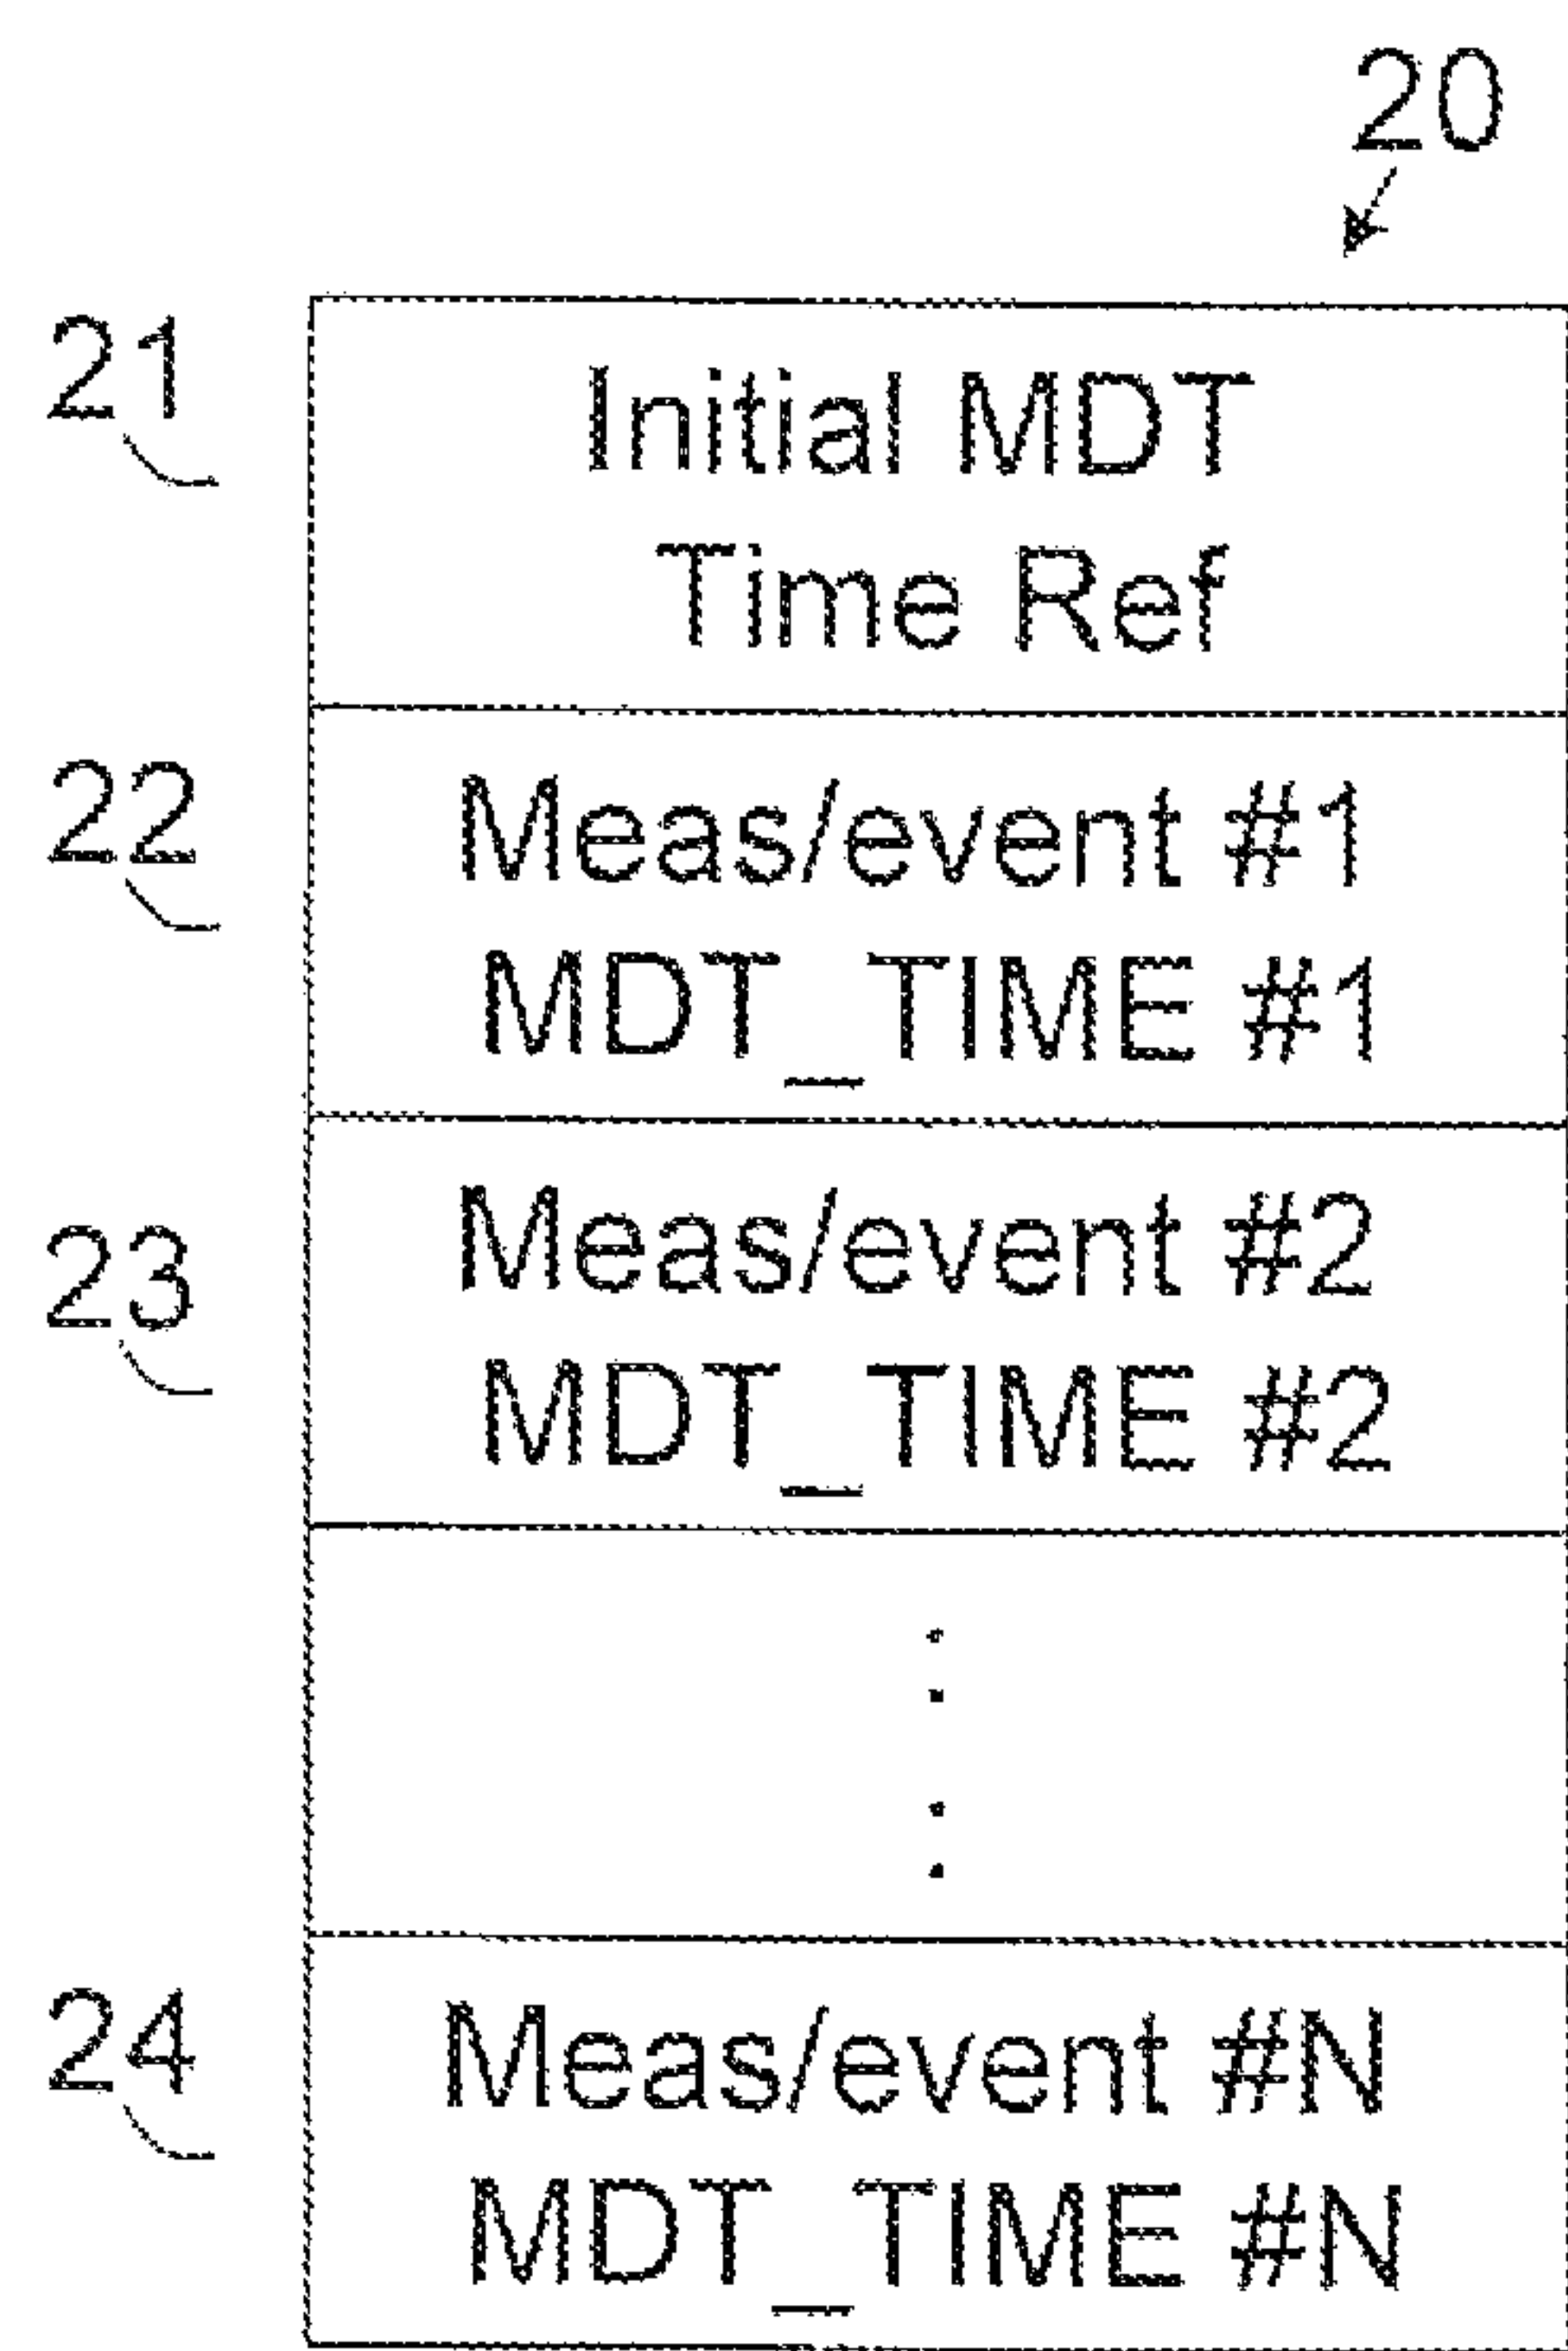 20
21
Initial MDT
Time Ref
22
Meas/event #1
MDT_TIME #1
23
Meas/event #2
MDT_TIME #2
24
Meas/event #N
MDT_TIME #N